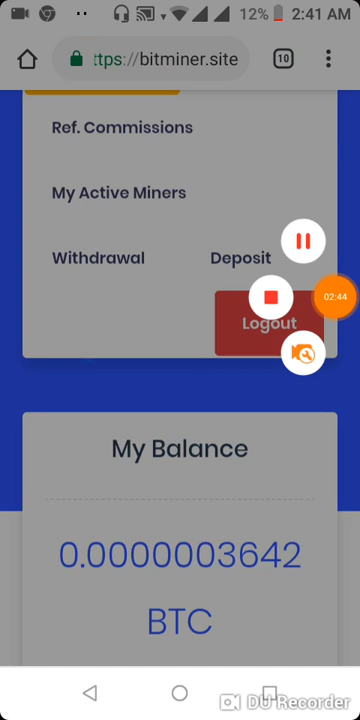 12% 2:41 AM
ttps://bitminer.site
10
Ref. Commissions
My Active Miners
Withdrawal
Deposit
02:44
Logout
My Balance
0.0000003642
BTC
DU Recorder